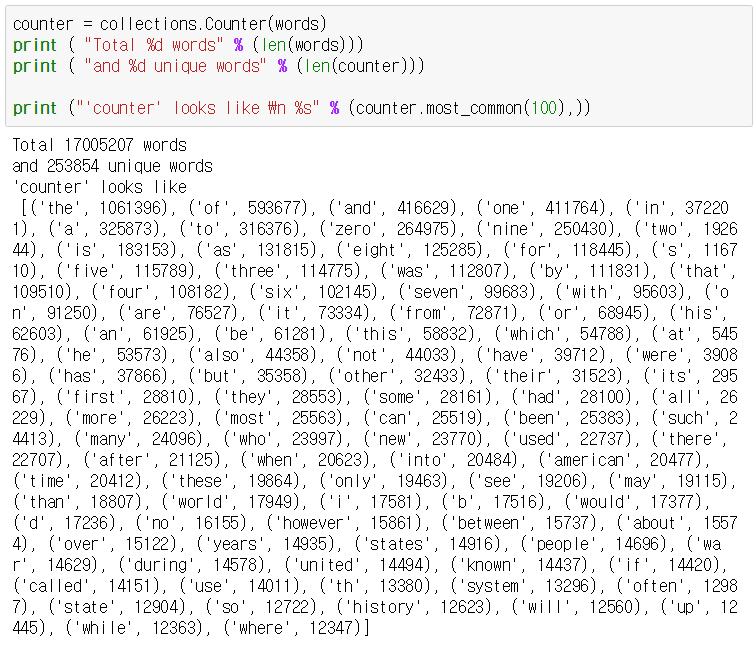 counter = collections.Counter(words)
print ( "Total %d words" % (len(words)))
print ( "and %d unique words" % (len(counter)))
print ("'counter' looks like ₩n %s" % (counter.most_common(100),))
Total 17005207 words
and 253854 unique words
'counter' looks like
[('the', 1061396), ('of', 593677), ('and', 416629), ('one', 411764), ('in', 37220
1), ('a', 325873), ('to', 316376), ('zero', 264975), ('nine', 250430), ('two', 1926
44), ('is', 183153), ('as', 131815), ('eight', 125285), ('for', 118445), ('s', 1167
10), ('five', 115789), ('three', 114775), ('was', 112807), ('by', 111831), ('that',
109510), ('four', 108182), ('six', 102145), ('seven', 99683), ('with', 95603), ('o
n', 91250), ('are', 76527), ('it', 73334), ('from', 72871), ('or', 68945), ('his',
62603), ('an', 61925), ('be', 61281), ('this', 58832), ('which', 54788), ('at', 545
76), ('he', 53573), ('also', 44358), ('not', 44033), ('have', 39712), ('were', 3908
6), ('has', 37866), ('but', 35358), ('other', 32433), ('their', 31523), ('its', 295
67), ('first', 28810), ('they', 28553), ('some', 28161), ('had', 28100), ('all', 26
229), ('more', 26223), ('most', 25563), ('can', 25519), ('been', 25383), ('such', 2
4413), ('many', 24096), ('who', 23997), ('new', 23770), ('used', 22737), ('there',
22707), ('after', 21125), ('when', 20623), ('into', 20484), ('american', 20477),
('time', 20412), ('these', 19864), ('only', 19463), ('see', 19206), ('may', 19115),
('than', 18807), ('world', 17949), ('i', 17581), ('b', 17516), ('would', 17377),
('d', 17236), ('no', 16155), ('however', 15861), ('between', 15737), ('about', 1557
4), ('over', 15122), ('years', 14935), ('states', 14916), ('people', 14696), ('wa
r', 14629), ('during', 14578), ('united', 14494), ('known', 14437), ('if', 14420),
('called', 14151), ('use', 14011), ('th', 13380), ('system', 13296), ('often', 1298
7), ('state', 12904), ('so', 12722), ('history', 12623), ('will', 12560), ('up', 12
445), ('while', 12363), ('where', 12347)]